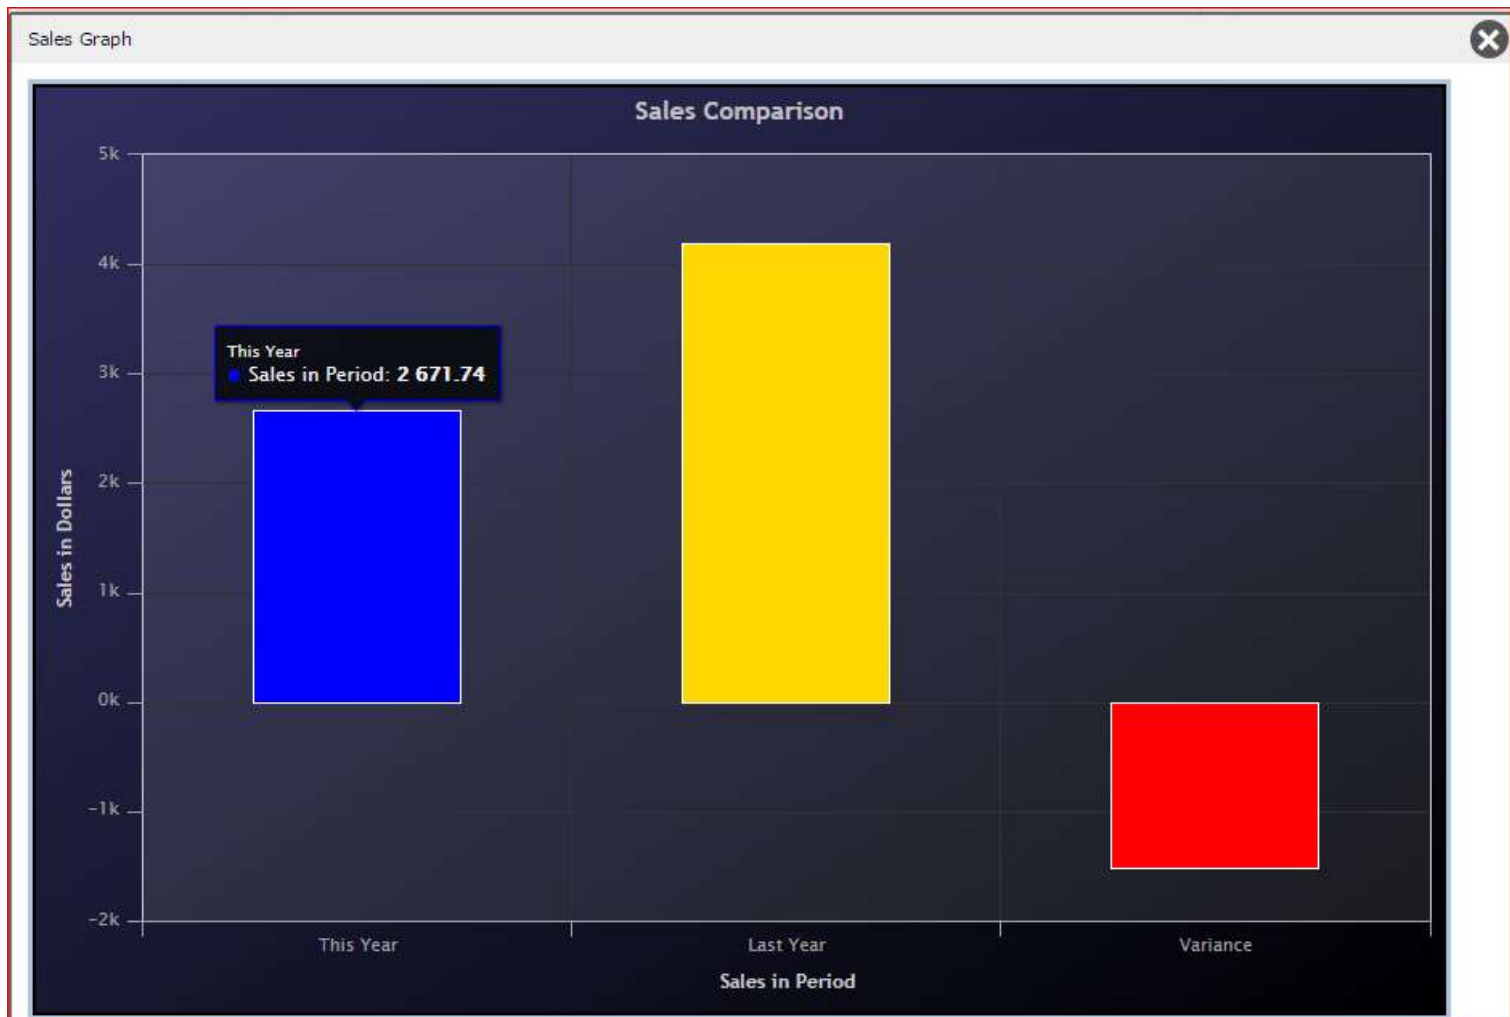 Sales Graph
Sales Comparison
5k
4k
3k
2k
1k
0k
-1k
-2k
Sales in Dollars
This Year
Sales in Period: 2 671.74
This Year
Last Year
Variance
Sales in Period